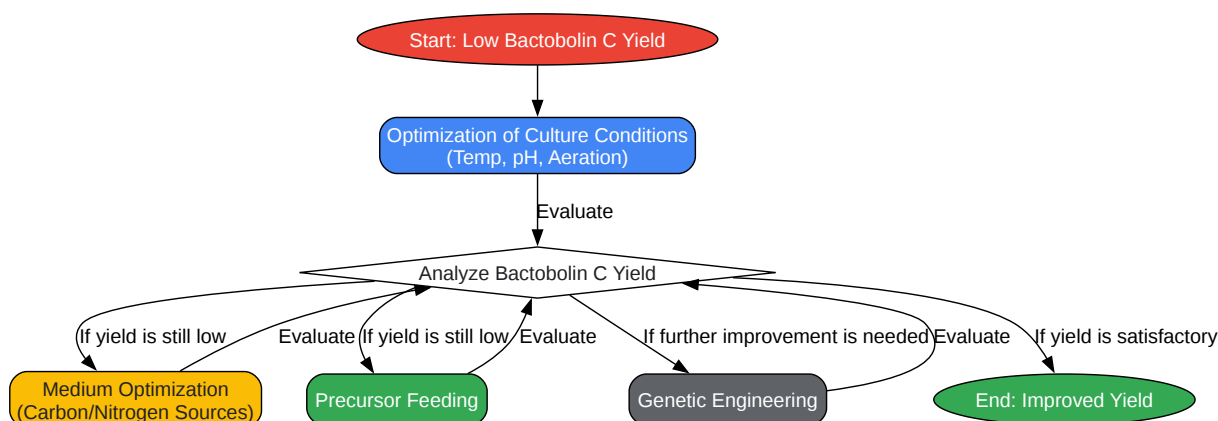 Start: Low Bactobolin C Yield
Optimization of Culture Conditions
(Temp, pH, Aeration)
Evaluate
Analyze Bactobolin C Yield
If yield is still low
Evaluate
If yield is still low
Evaluate
If further improvement is needed
Evaluate
If yield is satisfactory
Medium Optimization
(Carbon/Nitrogen Sources)
Precursor Feeding
Genetic Engineering
End: Improved Yield